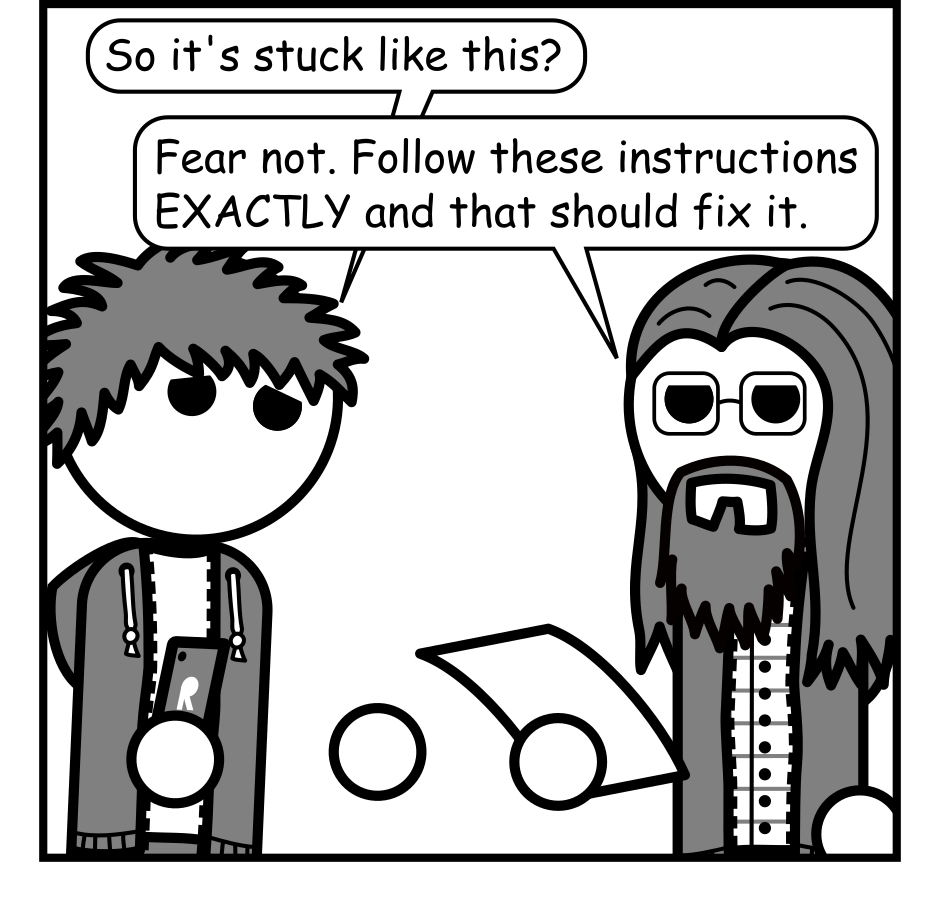 So it's stuck like this?
Fear not. Follow these instructions
EXACTLY and that should fix it.